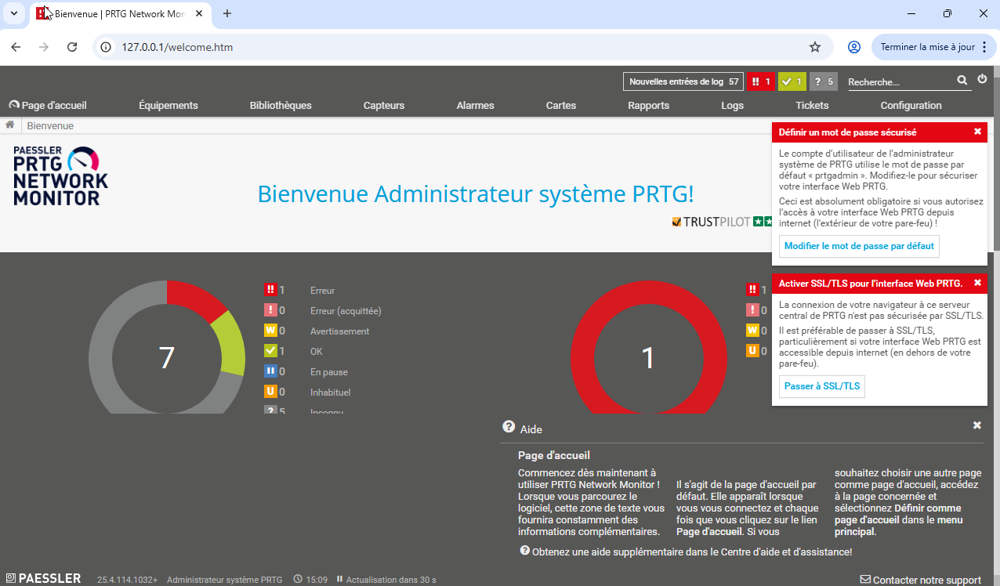 Bienvenue | PRTG Network Mon
127.0.0.1/welcome.htm
Terminer la mise à jour
Nouvelles entrées de log 57
!! 1
1
? 5
Recherche...
Page d'accueil
Équipements
Bibliothèques
Capteurs
Alarmes
Cartes
Rapports
Logs
Tickets
Configuration
Bienvenue
PAESSLER
PRTG
NETWORK
MONITOR
Bienvenue Administrateur système PRTG!
TRUSTPILOT
Définir un mot de passe sécurisé
Le compte d'utilisateur de l'administrateur
système de PRTG utilise le mot de passe par
défaut « prtgadmin ». Modifiez-le pour sécuriser
votre interface Web PRTG.
Ceci est absolument obligatoire si vous autorisez
l'accès à votre interface Web PRTG depuis
internet (l'extérieur de votre pare-feu) !
Modifier le mot de passe par défaut
Activer SSL/TLS pour l'interface Web PRTG.
La connexion de votre navigateur à ce serveur
central de PRTG n'est pas sécurisée par SSL/TLS.
Il est préférable de passer à SSL/TLS,
particulièrement si votre interface Web PRTG est
accessible depuis internet (en dehors de votre
pare-feu).
Passer à SSL/TLS
7
!! 1 Erreur
! 0 Erreur (acquittée)
W 0 Avertissement
1 OK
0 En pause
U 0 Inhabituel
? 5 Inconnu
1
!! 1
! 0
W 0
U 0
? Aide
Page d'accueil
Commencez dès maintenant à
utiliser PRTG Network Monitor !
Lorsque vous parcourez le
logiciel, cette zone de texte vous
fournira constamment des
informations complémentaires.
Il s'agit de la page d'accueil par
défaut. Elle apparaît lorsque
vous vous connectez et chaque
fois que vous cliquez sur le lien
Page d'accueil. Si vous
souhaitez choisir une autre page
comme page d'accueil, accédez
à la page concernée et
sélectionnez Définir comme
page d'accueil dans le menu
principal.
? Obtenez une aide supplémentaire dans le Centre d'aide et d'assistance!
PAESSLER
25.4.114.1032+
Administrateur système PRTG
15:09
Actualisation dans 30 s
Contacter notre support